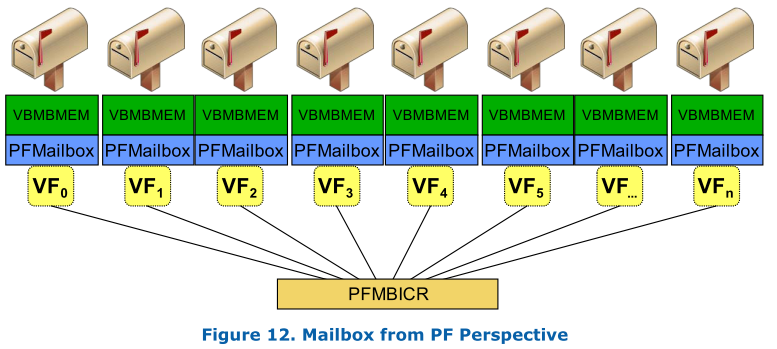 VBMBMEM VBMBMEM VBMBMEM VBMBMEM VBMBMEM VBMBMEM VBMBMEM VBMBMEM
PFMailbox PFMailbox PFMailbox PFMailbox PFMailbox PFMailbox PFMailbox PFMailbox
VF0 VF1 VF2 VF3 VF4 VF5 VF... VFn
PFMBICR
Figure 12. Mailbox from PF Perspective